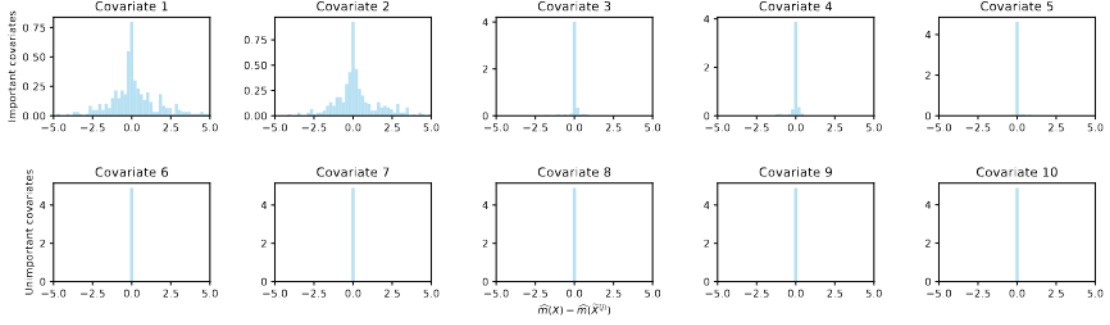 Covariate 1 Covariate 2 Covariate 3 Covariate 4 Covariate 5
Important covariates
0.75 0.50 0.25 0.00
0.75 0.50 0.25 0.00
4 2 0
4 2 0
4 2 0
−5.0 −2.5 0.0 2.5 5.0 −5.0 −2.5 0.0 2.5 5.0 −5.0 −2.5 0.0 2.5 5.0 −5.0 −2.5 0.0 2.5 5.0 −5.0 −2.5 0.0 2.5 5.0
Covariate 6 Covariate 7 Covariate 8 Covariate 9 Covariate 10
Unimportant covariates
4 2 0
4 2 0
4 2 0
4 2 0
4 2 0
−5.0 −2.5 0.0 2.5 5.0 −5.0 −2.5 0.0 2.5 5.0 −5.0 −2.5 0.0 2.5 5.0 −5.0 −2.5 0.0 2.5 5.0 −5.0 −2.5 0.0 2.5 5.0
m̂(X) − m̂(X̃⁽ʲ⁾)